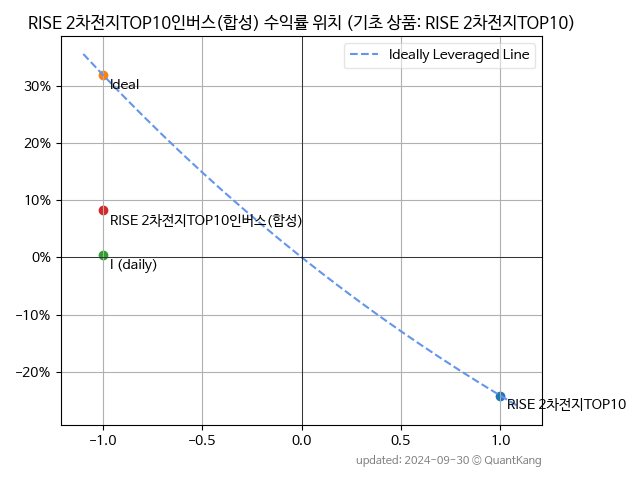 RISE 2차전지TOP10인버스(합성) 수익률 위치 (기초 상품: RISE 2차전지TOP10)
Ideally Leveraged Line
30%
20%
10%
0%
−10%
−20%
Ideal
RISE 2차전지TOP10인버스(합성)
I (daily)
RISE 2차전지TOP10
−1.0
−0.5
0.0
0.5
1.0
updated: 2024-09-30 © QuantKang